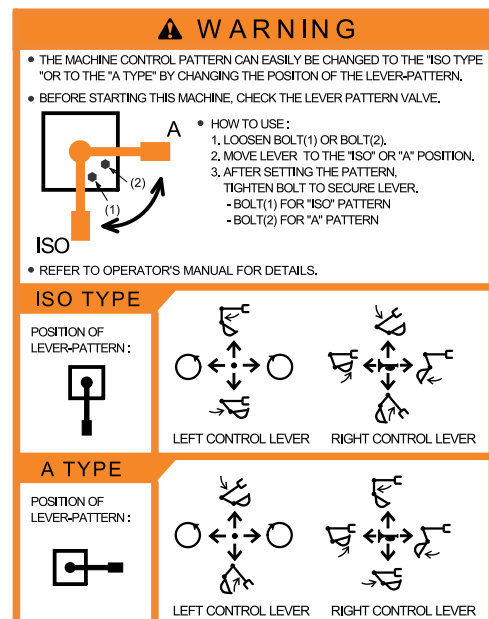 WARNING
• THE MACHINE CONTROL PATTERN CAN EASILY BE CHANGED TO THE "ISO TYPE
"OR TO THE "A TYPE" BY CHANGING THE POSITON OF THE LEVER-PATTERN.
• BEFORE STARTING THIS MACHINE, CHECK THE LEVER PATTERN VALVE.
A
(2)
(1)
ISO
• HOW TO USE :
1. LOOSEN BOLT(1) OR BOLT(2).
2. MOVE LEVER TO THE "ISO" OR "A" POSITION.
3. AFTER SETTING THE PATTERN,
TIGHTEN BOLT TO SECURE LEVER.
- BOLT(1) FOR "ISO" PATTERN
- BOLT(2) FOR "A" PATTERN
• REFER TO OPERATOR'S MANUAL FOR DETAILS.
ISO TYPE
POSITION OF
LEVER-PATTERN :
LEFT CONTROL LEVER
RIGHT CONTROL LEVER
A TYPE
POSITION OF
LEVER-PATTERN :
LEFT CONTROL LEVER
RIGHT CONTROL LEVER